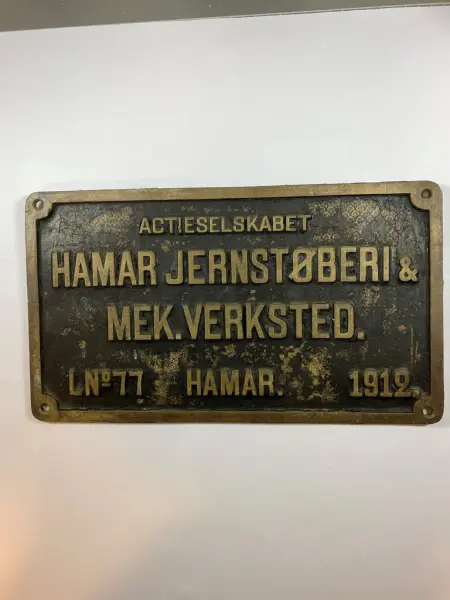 ACTIESELSKABET
HAMAR JERNSTØBERI &
MEK. VERKSTED.
LNº77 HAMAR. 1912.